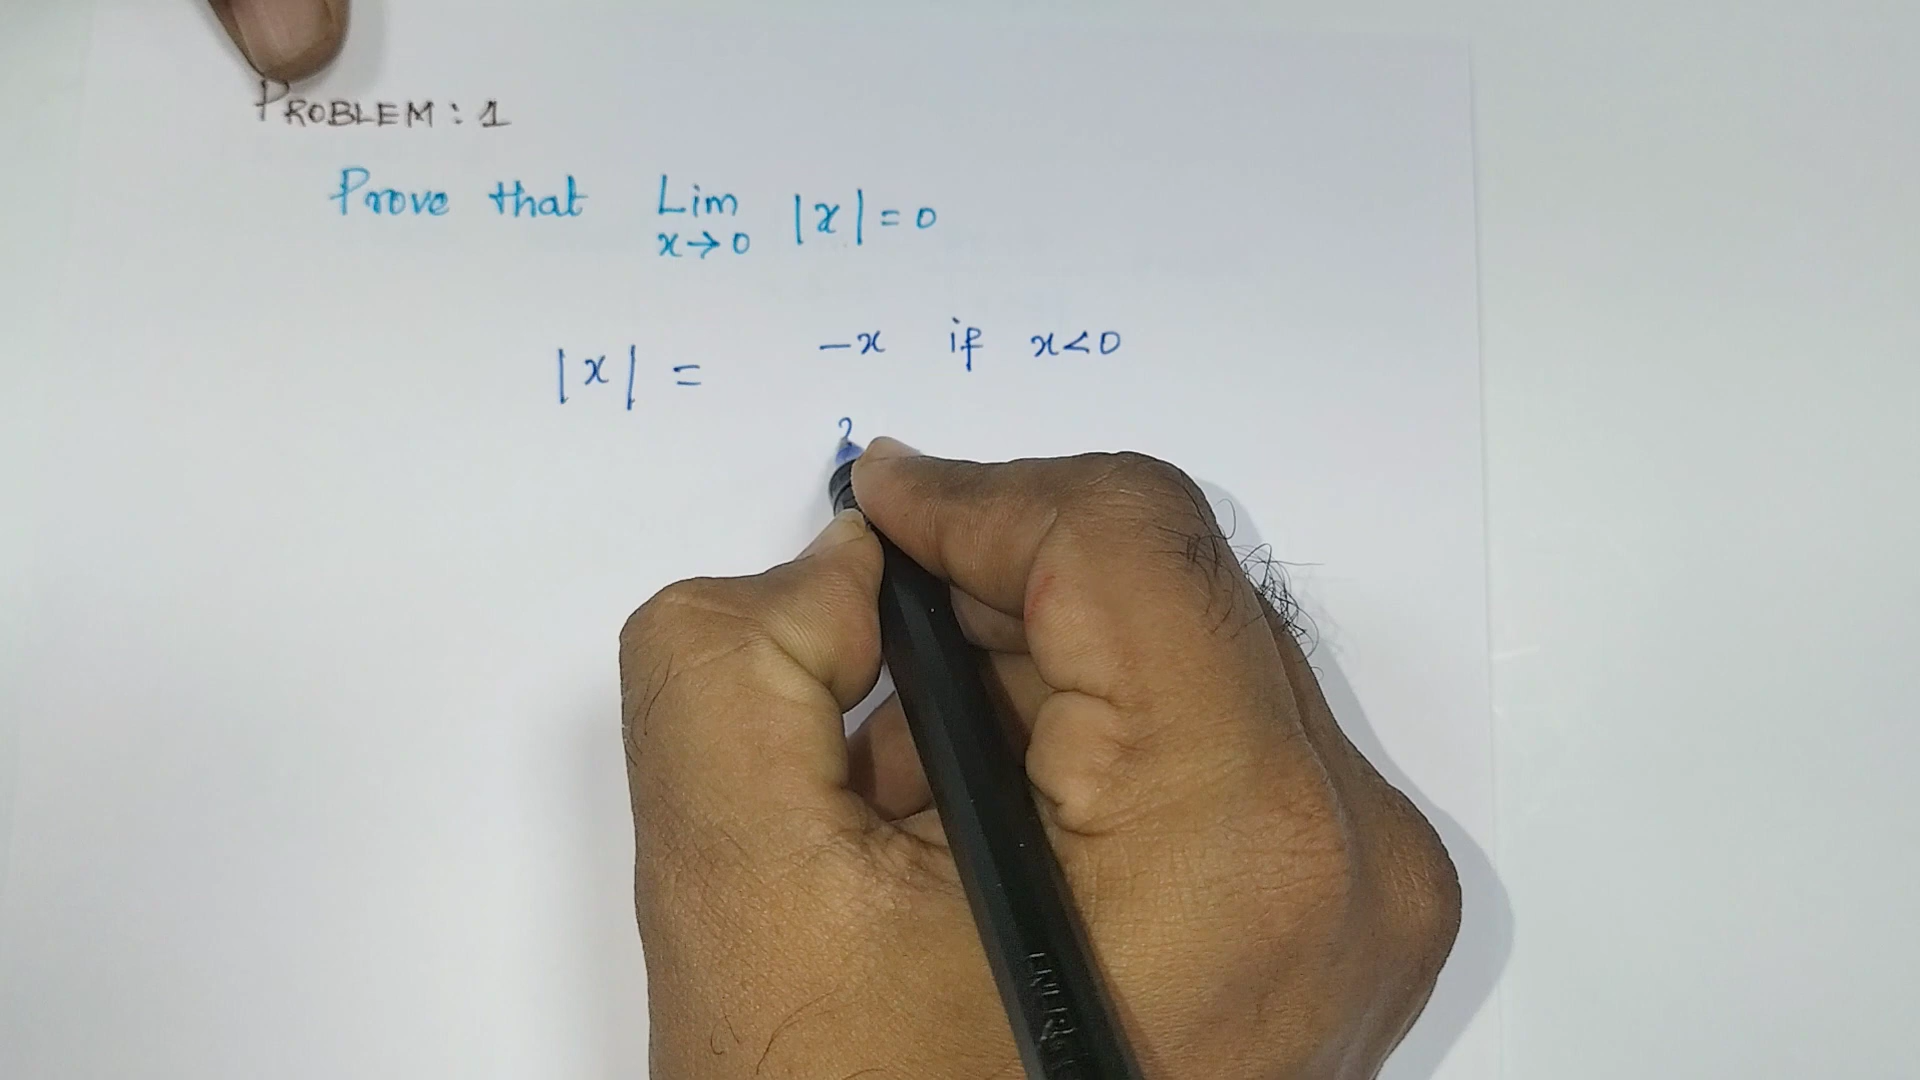 PROBLEM: 1
Prove that Lim x→0 |x| = 0
|x| = -x if x<0